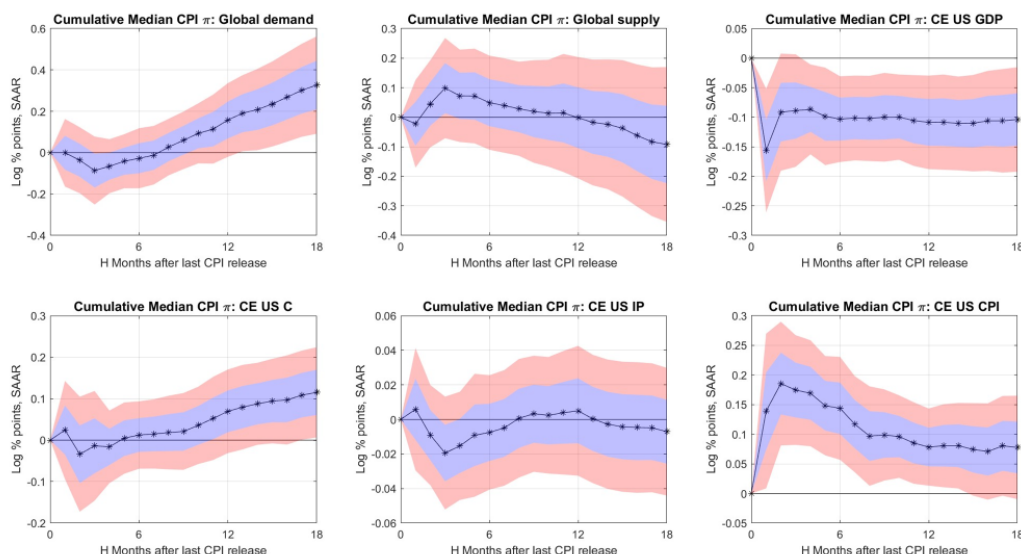 Cumulative Median CPI π: Global demand
Log % points, SAAR
0.6
0.4
0.2
0
-0.2
-0.4
0 6 12 18
H Months after last CPI release
Cumulative Median CPI π: Global supply
Log % points, SAAR
0.3
0.2
0.1
0
-0.1
-0.2
-0.3
-0.4
0 6 12 18
H Months after last CPI release
Cumulative Median CPI π: CE US GDP
Log % points, SAAR
0.05
0
-0.05
-0.1
-0.15
-0.2
-0.25
-0.3
0 6 12 18
H Months after last CPI release
Cumulative Median CPI π: CE US C
Log % points, SAAR
0.3
0.2
0.1
0
-0.1
-0.2
0 6 12 18
H Months after last CPI release
Cumulative Median CPI π: CE US IP
Log % points, SAAR
0.06
0.04
0.02
0
-0.02
-0.04
-0.06
0 6 12 18
H Months after last CPI release
Cumulative Median CPI π: CE US CPI
Log % points, SAAR
0.3
0.25
0.2
0.15
0.1
0.05
0
-0.05
0 6 12 18
H Months after last CPI release